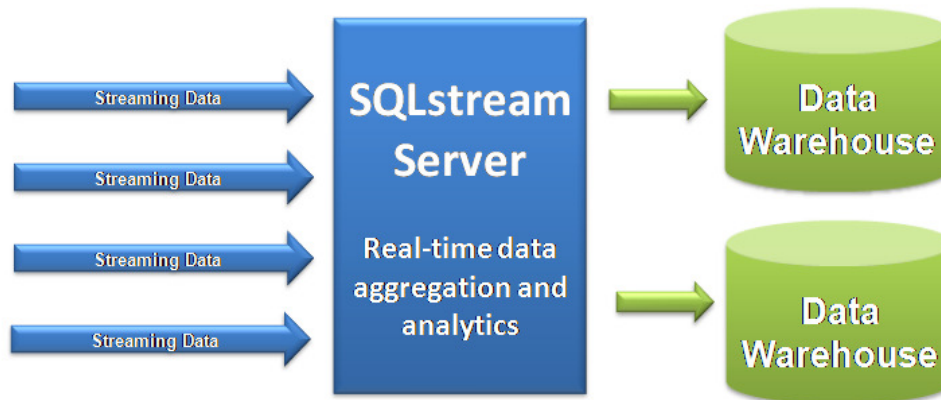 Streaming Data
Streaming Data
Streaming Data
Streaming Data
SQLstream
Server
Real-time data
aggregation and
analytics
Data
Warehouse
Data
Warehouse